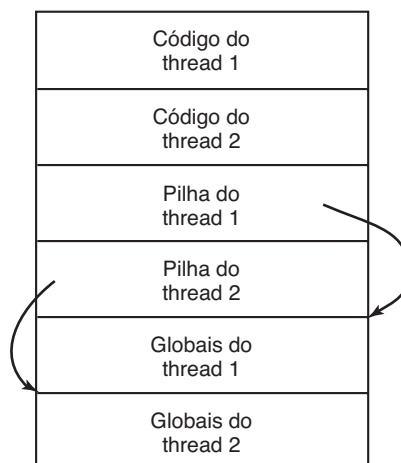 Código do
thread 1
Código do
thread 2
Pilha do
thread 1
Pilha do
thread 2
Globais do
thread 1
Globais do
thread 2